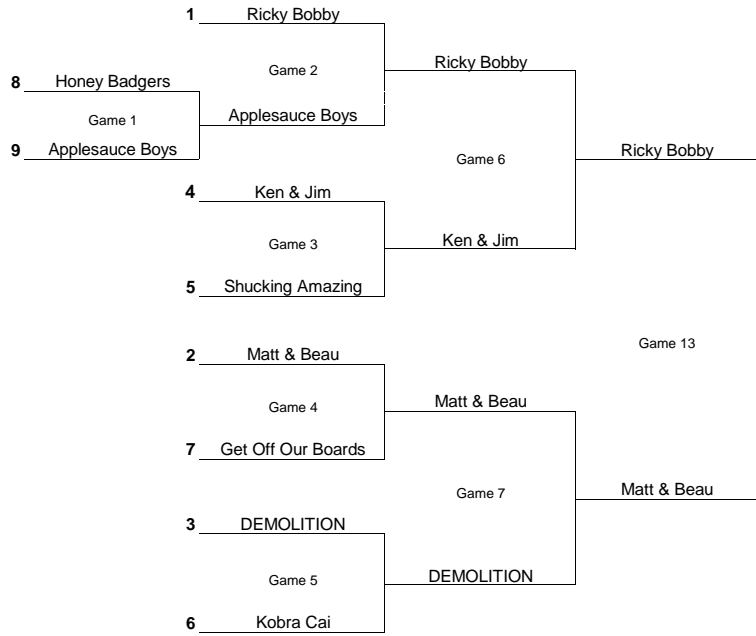 1 Ricky Bobby
Game 2
Ricky Bobby
8 Honey Badgers
Game 1
Applesauce Boys
9 Applesauce Boys
Game 6
Ricky Bobby
4 Ken & Jim
Game 3
Ken & Jim
5 Shucking Amazing
Game 13
2 Matt & Beau
Game 4
Matt & Beau
7 Get Off Our Boards
Game 7
Matt & Beau
3 DEMOLITION
Game 5
DEMOLITION
6 Kobra Cai